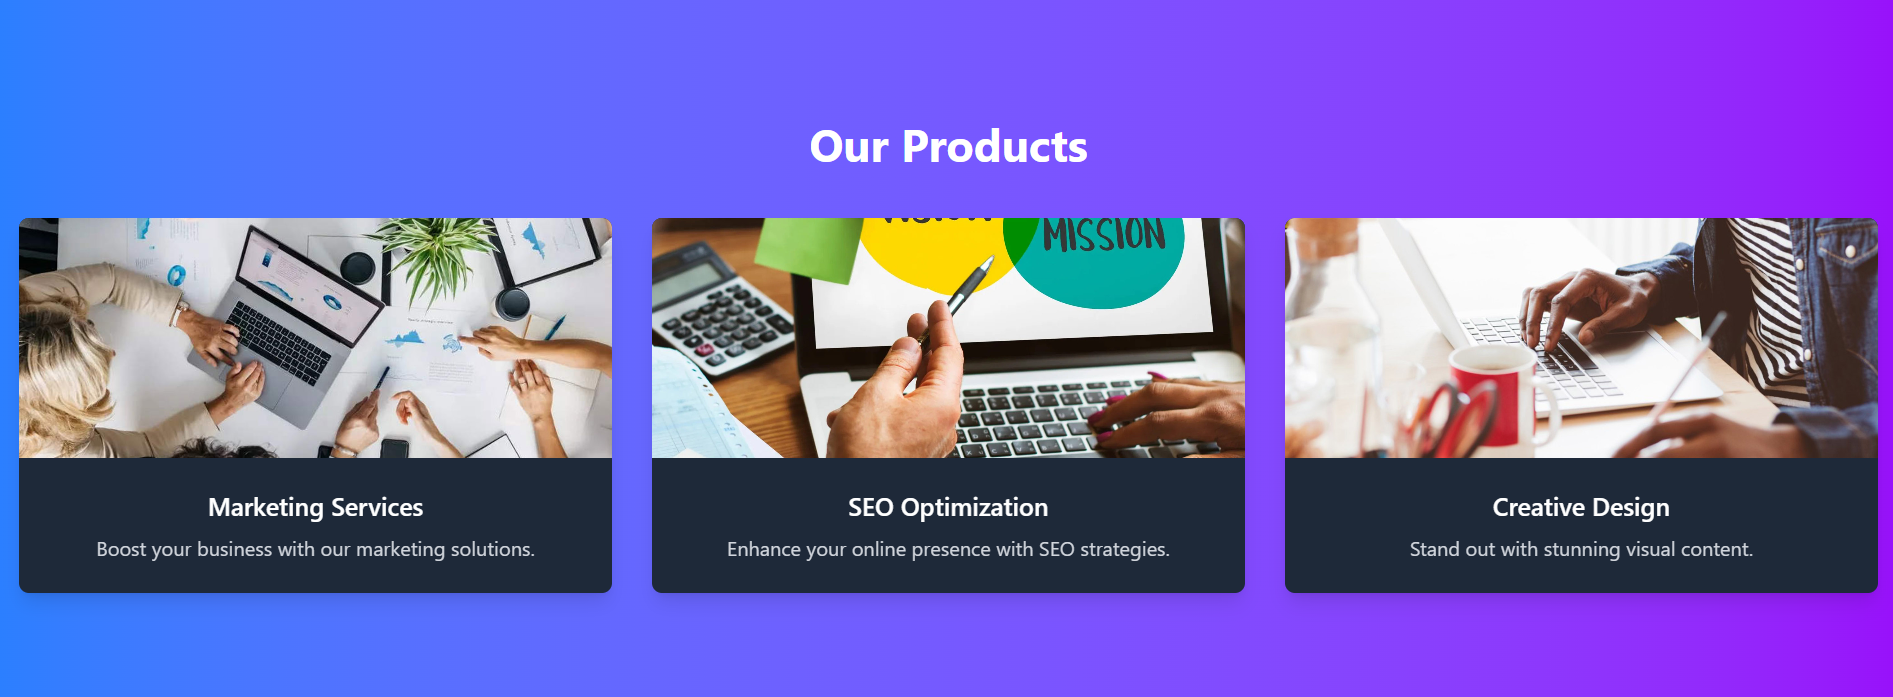 Our Products
MISSION
Marketing Services
Boost your business with our marketing solutions.
SEO Optimization
Enhance your online presence with SEO strategies.
Creative Design
Stand out with stunning visual content.